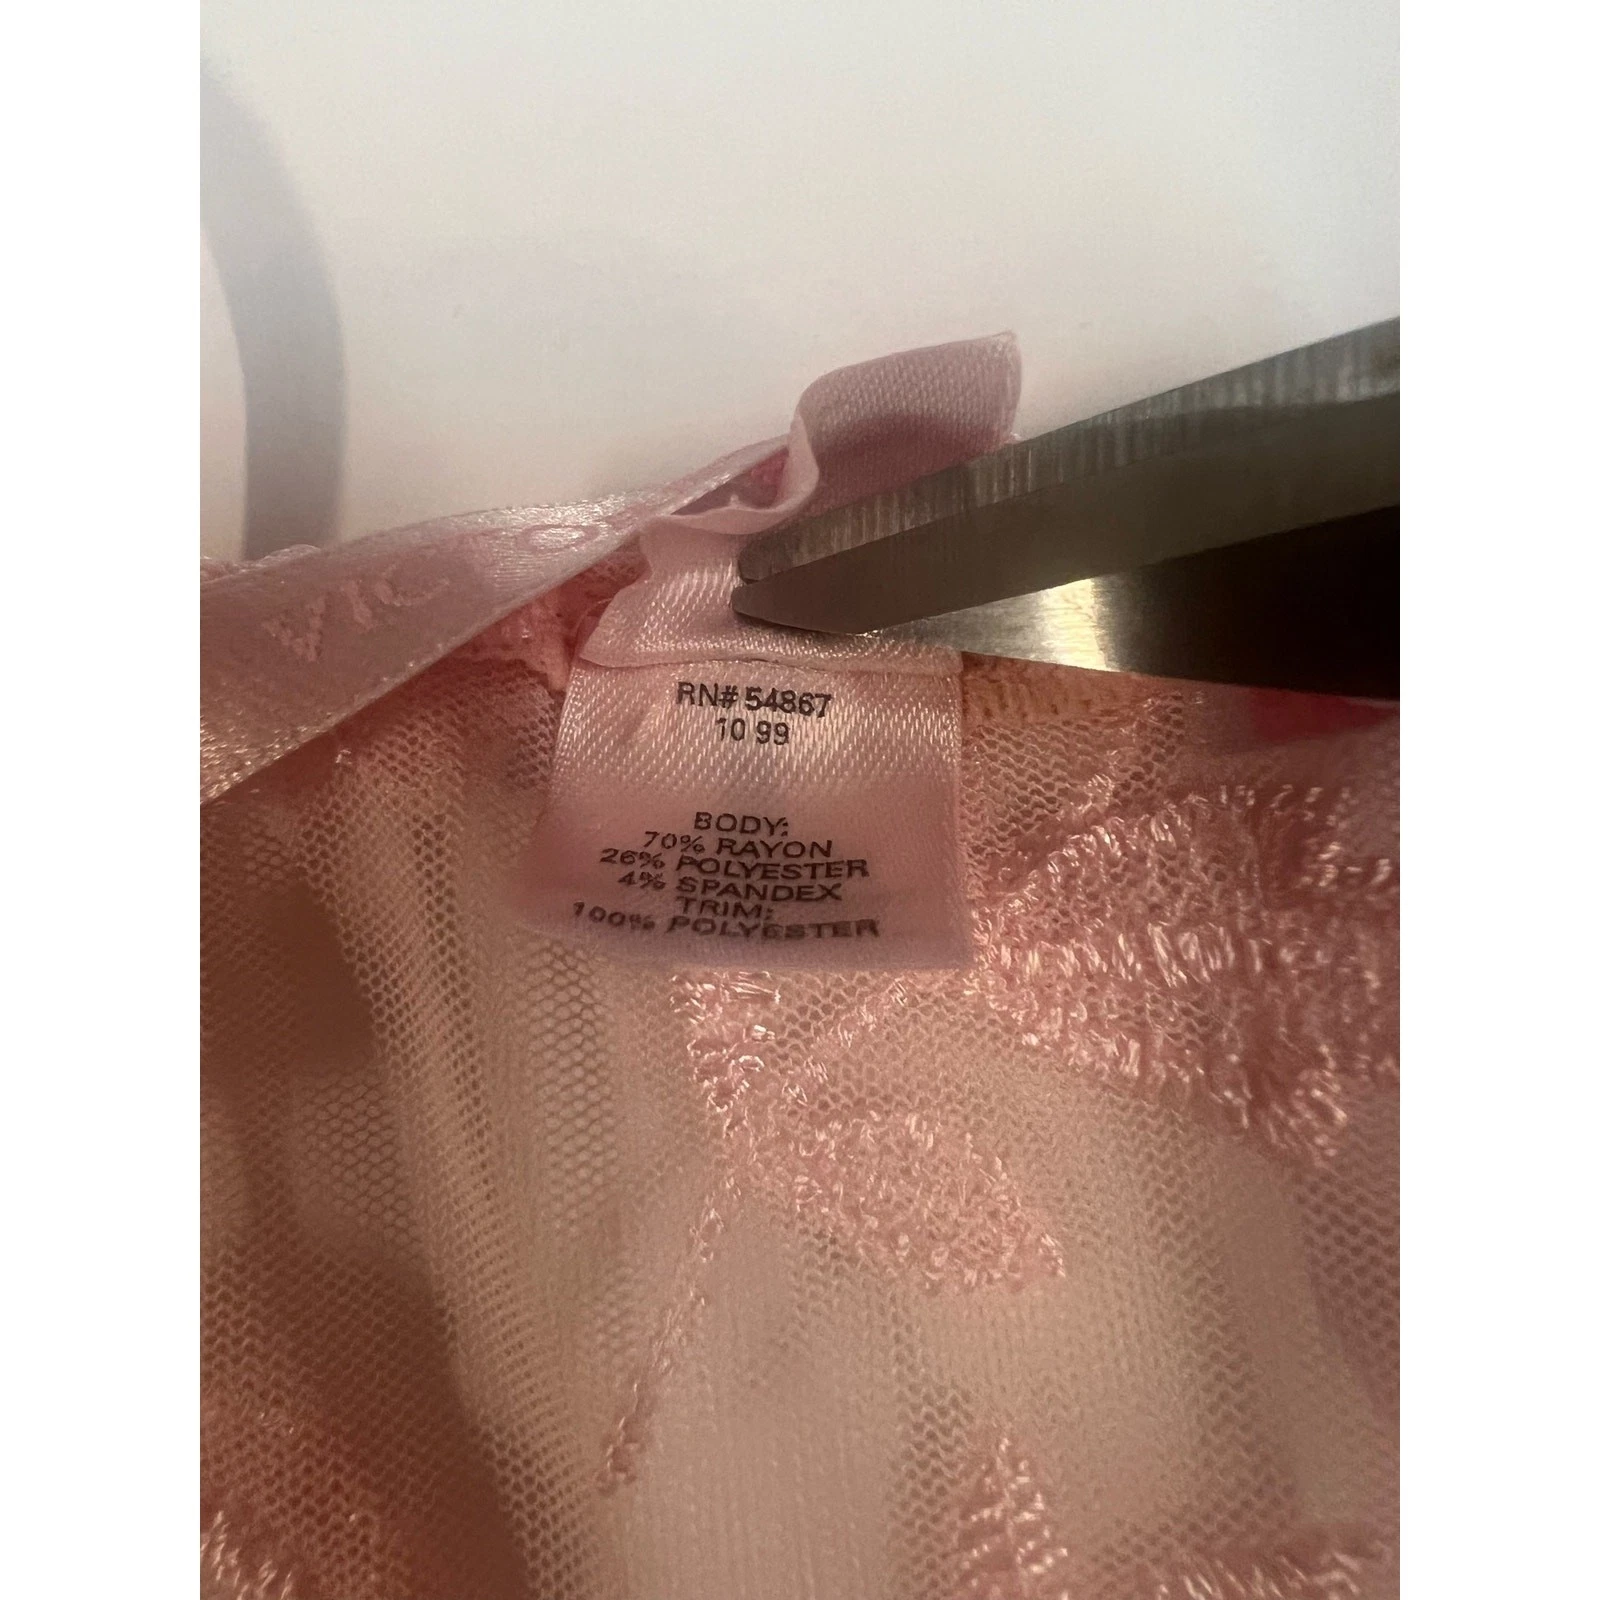 RN# 54867
10 99
BODY:
70% RAYON
26% POLYESTER
4% SPANDEX
TRIM:
100% POLYESTER